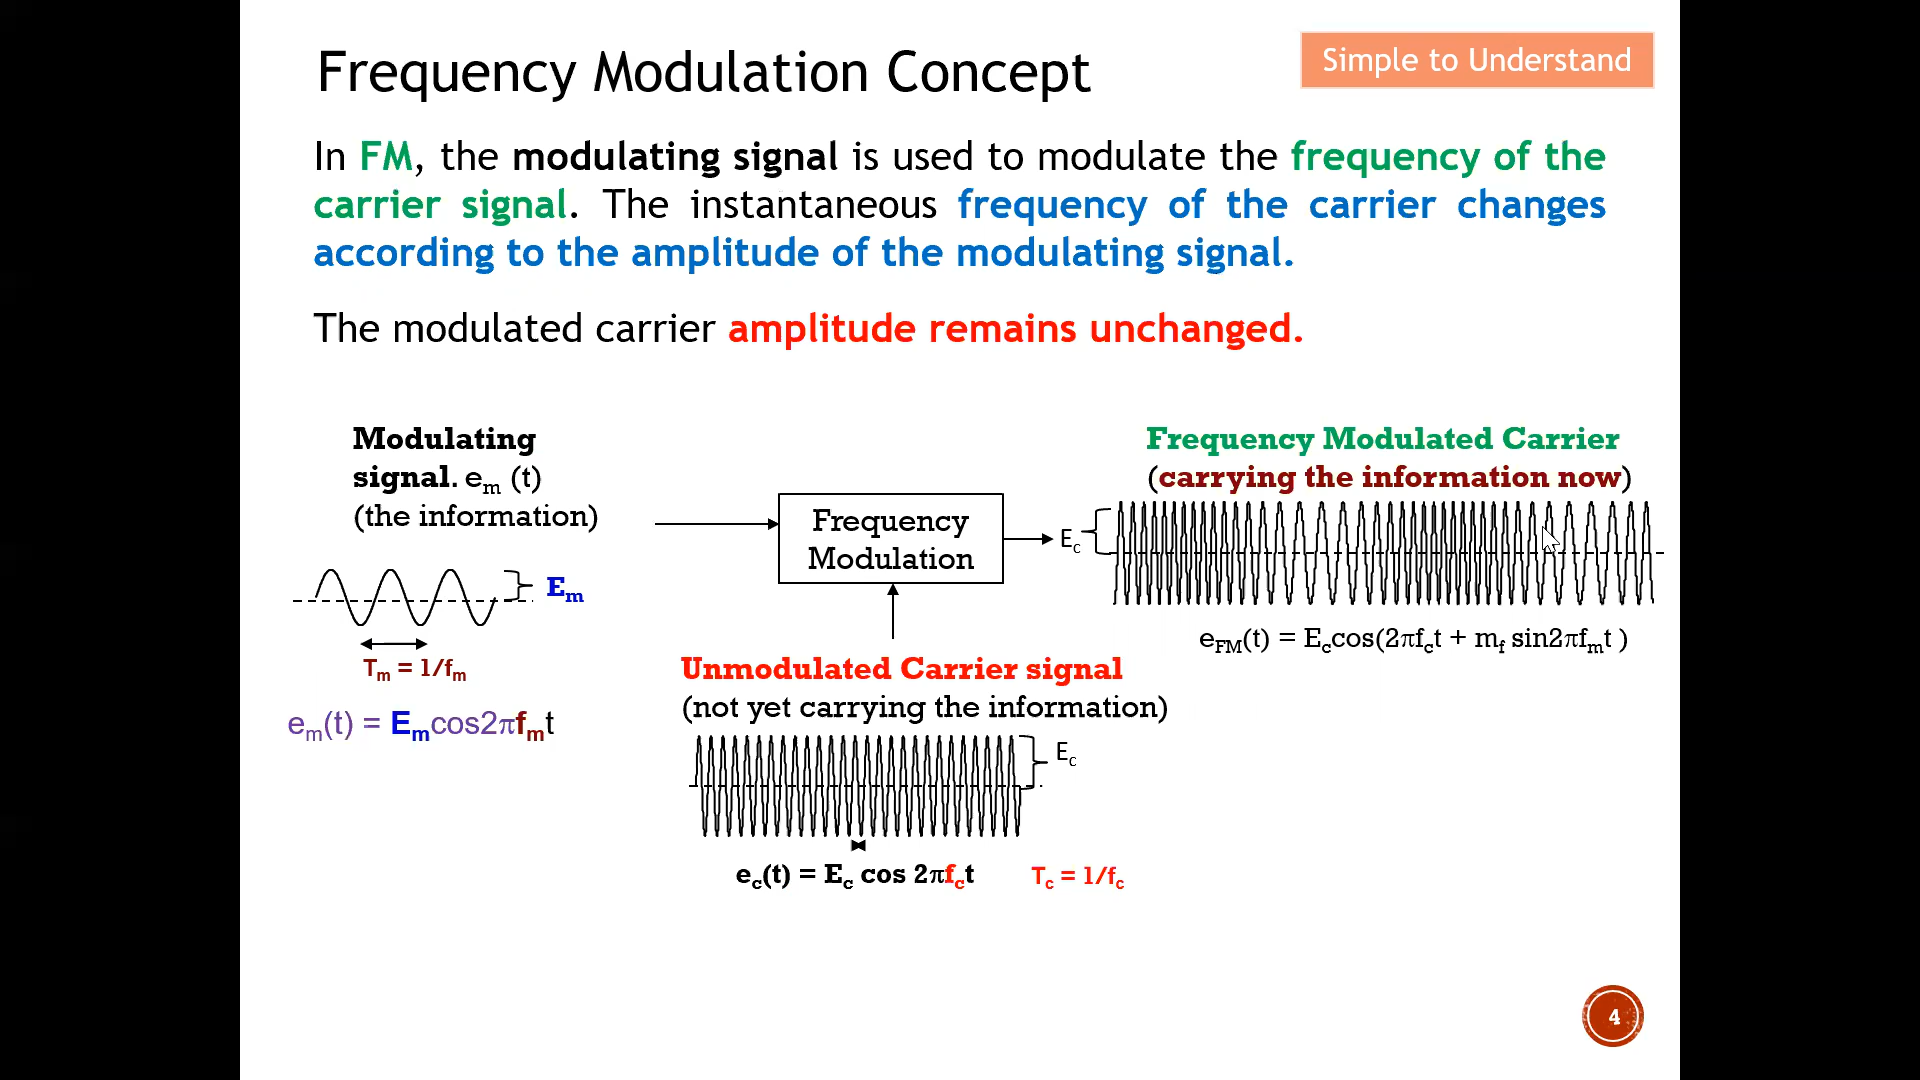 Frequency Modulation Concept
Simple to Understand
In FM, the modulating signal is used to modulate the frequency of the
carrier signal. The instantaneous frequency of the carrier changes
according to the amplitude of the modulating signal.
The modulated carrier amplitude remains unchanged.
Modulating
signal. em (t)
(the information)
Em
Tm = 1/fm
em(t) = Emcos2πfmt
Frequency
Modulation
Unmodulated Carrier signal
(not yet carrying the information)
Ec
ec(t) = Ec cos 2πfct
Tc = 1/fc
Frequency Modulated Carrier
(carrying the information now)
Ec
eFM(t) = Eccos(2πfct + mf sin2πfmt )
4